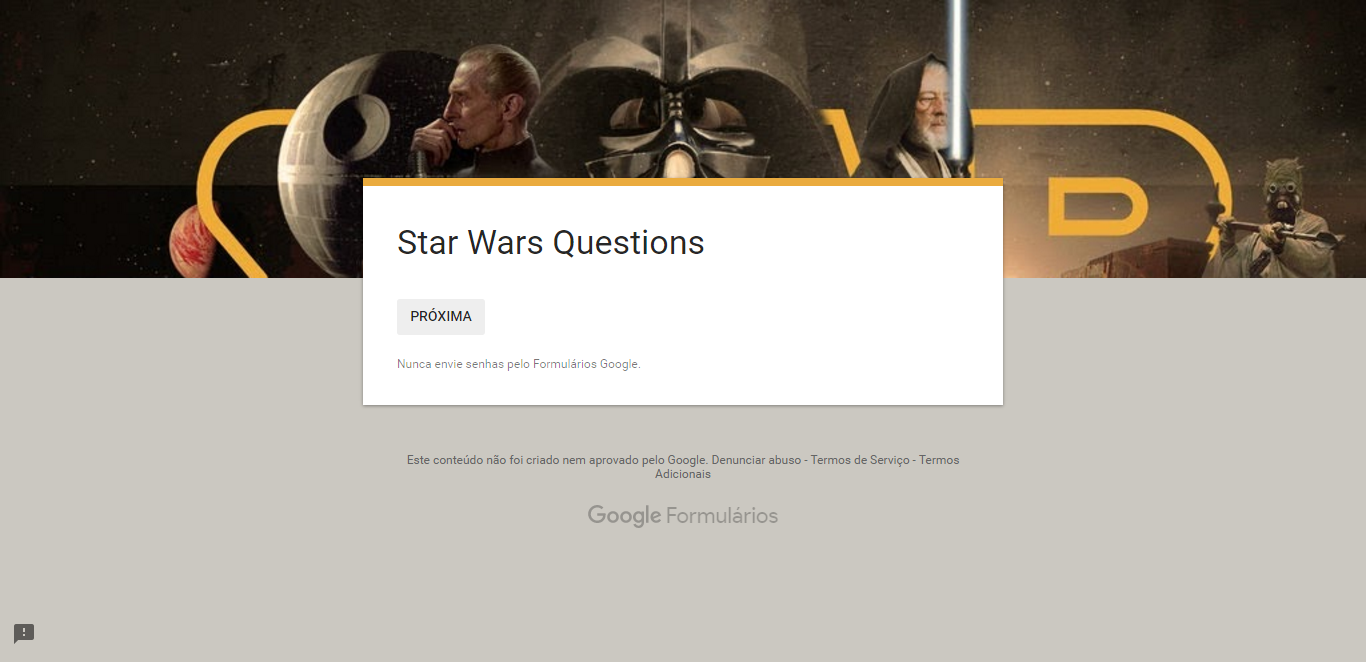 Star Wars Questions
PRÓXIMA
Nunca envie senhas pelo Formulários Google.
Este conteúdo não foi criado nem aprovado pelo Google. Denunciar abuso - Termos de Serviço - Termos
Adicionais
Google Formulários